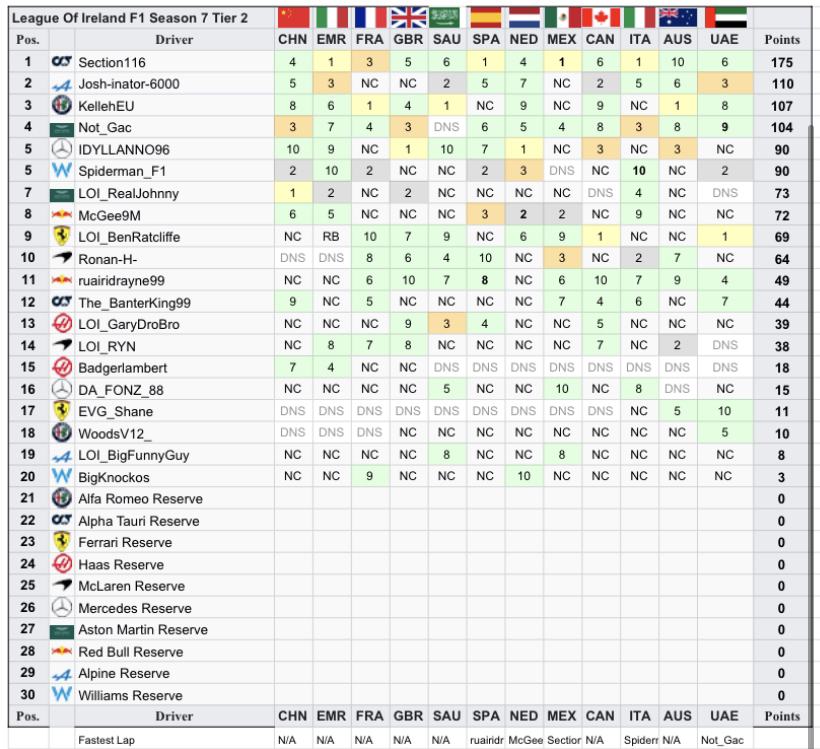 League Of Ireland F1 Season 7 Tier 2
Pos. Driver CHN EMR FRA GBR SAU SPA NED MEX CAN ITA AUS UAE Points
1 Section116 4 1 3 5 6 1 4 1 6 1 10 6 175
2 Josh-inator-6000 5 3 NC NC 2 5 7 NC 2 5 6 3 110
3 KellehEU 8 6 1 4 1 NC 9 NC 9 NC 1 8 107
4 Not_Gac 3 7 4 3 DNS 6 5 4 8 3 8 9 104
5 IDYLLANNO96 10 9 NC 1 10 7 1 NC 3 NC 3 NC 90
5 Spiderman_F1 2 10 2 NC NC 2 3 DNS NC 10 NC 2 90
7 LOI_RealJohnny 1 2 NC 2 NC NC NC NC DNS 4 NC DNS 73
8 McGee9M 6 5 NC NC NC 3 2 2 NC 9 NC NC 72
9 LOI_BenRatcliffe NC RB 10 7 9 NC 6 9 1 NC NC 1 69
10 Ronan-H- DNS DNS 8 6 4 10 NC 3 NC 2 7 NC 64
11 ruairidrayne99 NC NC 6 10 7 8 NC 6 10 7 9 4 49
12 The_BanterKing99 9 NC 5 NC NC NC NC 7 4 6 NC 7 44
13 LOI_GaryDroBro NC NC NC 9 3 4 NC NC 5 NC NC NC 39
14 LOI_RYN NC 8 7 8 NC NC NC NC 7 NC 2 DNS 38
15 Badgerlambert 7 4 NC NC DNS DNS DNS DNS DNS DNS DNS DNS 18
16 DA_FONZ_88 NC NC NC NC 5 NC NC 10 NC 8 DNS NC 15
17 EVG_Shane DNS DNS DNS DNS DNS DNS DNS DNS DNS NC 5 10 11
18 WoodsV12_ DNS DNS DNS NC NC NC NC NC NC NC NC 5 10
19 LOI_BigFunnyGuy NC NC NC NC 8 NC NC 8 NC NC NC NC 8
20 BigKnockos NC NC 9 NC NC NC 10 NC NC NC NC NC 3
21 Alfa Romeo Reserve 0
22 Alpha Tauri Reserve 0
23 Ferrari Reserve 0
24 Haas Reserve 0
25 McLaren Reserve 0
26 Mercedes Reserve 0
27 Aston Martin Reserve 0
28 Red Bull Reserve 0
29 Alpine Reserve 0
30 Williams Reserve 0
Pos. Driver CHN EMR FRA GBR SAU SPA NED MEX CAN ITA AUS UAE Points
Fastest Lap N/A N/A N/A N/A N/A ruairidr McGee Section N/A Spiderr N/A Not_Gac